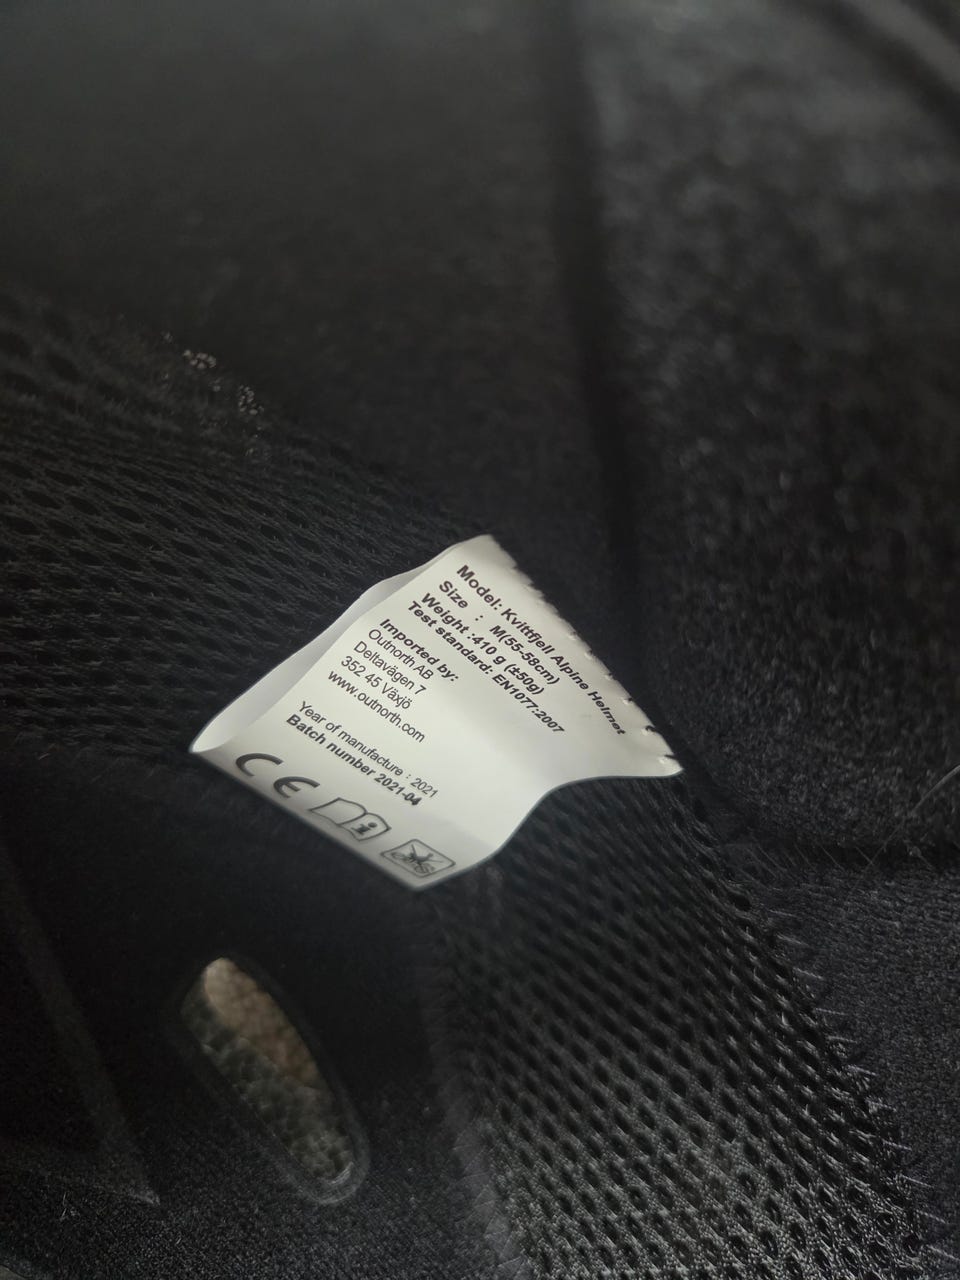 Model: Kvittfjell Alpine Helmet
Size : M(55-58cm)
Weight :410 g (±50g)
Test standard: EN1077:2007
Imported by:
Outnorth AB
Deltavägen 7
352 45 Växjö
www.outnorth.com
Year of manufacture : 2021
Batch number 2021-04
CE
i